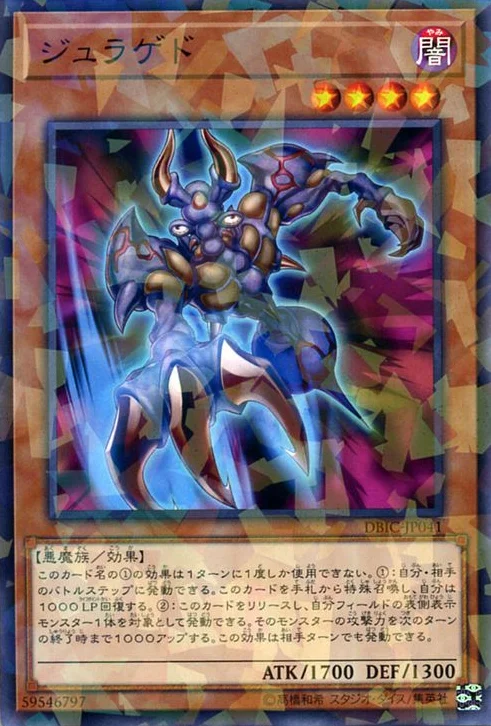 ジュラゲド
闇
やみ
DBIC-JP041
【悪魔族／効果】
このカード名の①の効果は1ターンに1度しか使用できない。①：自分・相手
のバトルステップに発動できる。このカードを手札から特殊召喚し、自分は
1000LP回復する。②：このカードをリリースし、自分フィールドの表側表示
モンスター1体を対象として発動できる。そのモンスターの攻撃力を次のターン
の終了時まで1000アップする。この効果は相手ターンでも発動できる。
ATK/1700 DEF/1300
59546797
©高橋和希 スタジオ・ダイス/集英社